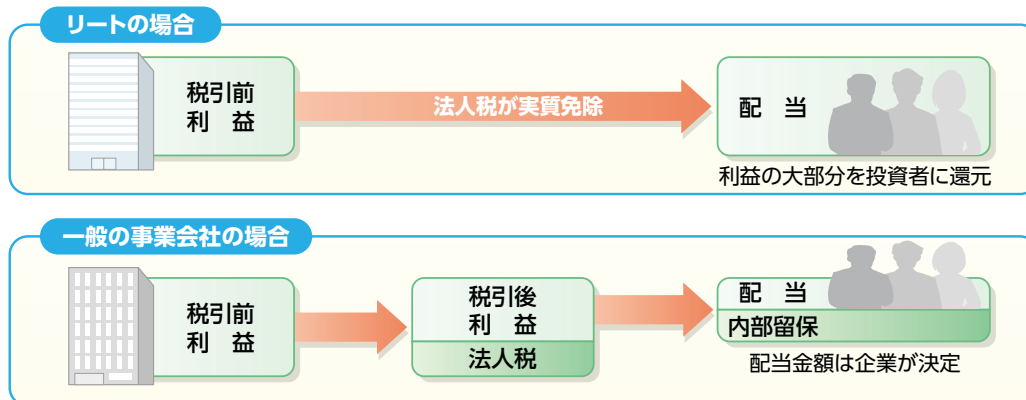 リートの場合
税引前
利　益
法人税が実質免除
配　当
利益の大部分を投資者に還元
一般の事業会社の場合
税引前
利　益
税引後
利　益
法人税
配　当
内部留保
配当金額は企業が決定